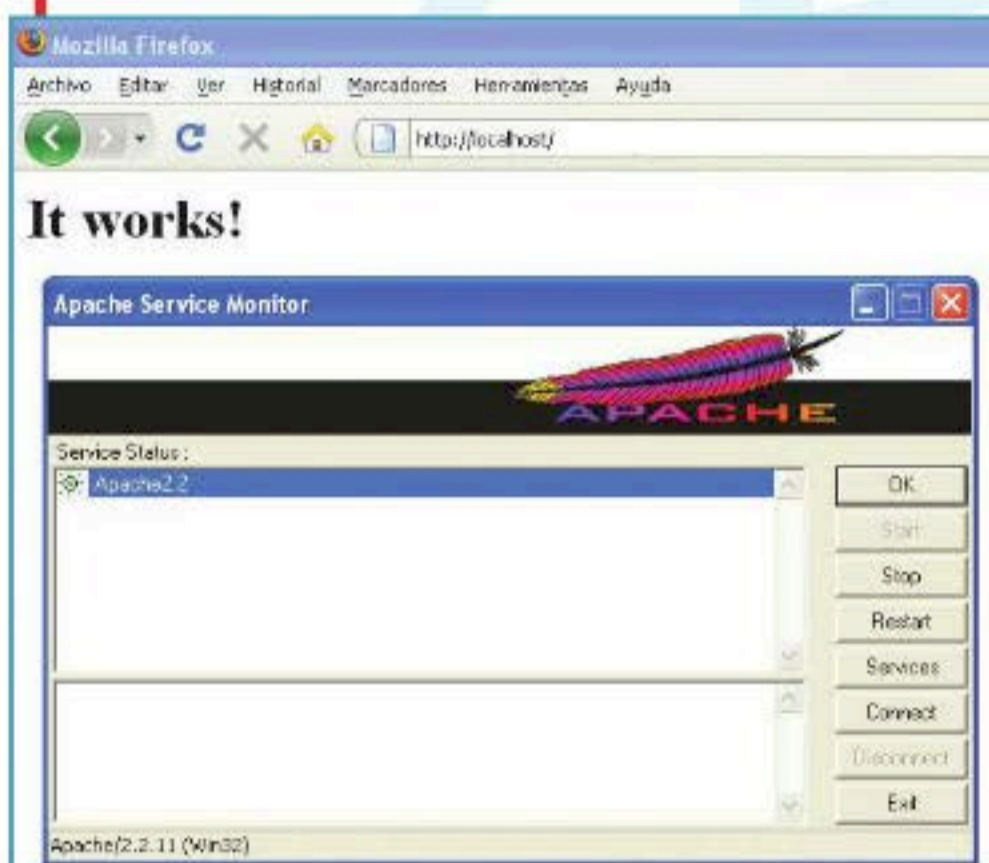 Mozilla Firefox
Archivo Editar Ver Historial Marcadores Herramientas Ayuda
http://localhost/
It works!
Apache Service Monitor
APACHE
Service Status :
Apache2.2
OK
Start
Stop
Restart
Services
Connect
Disconnect
Exit
Apache/2.2.11 (Win32)